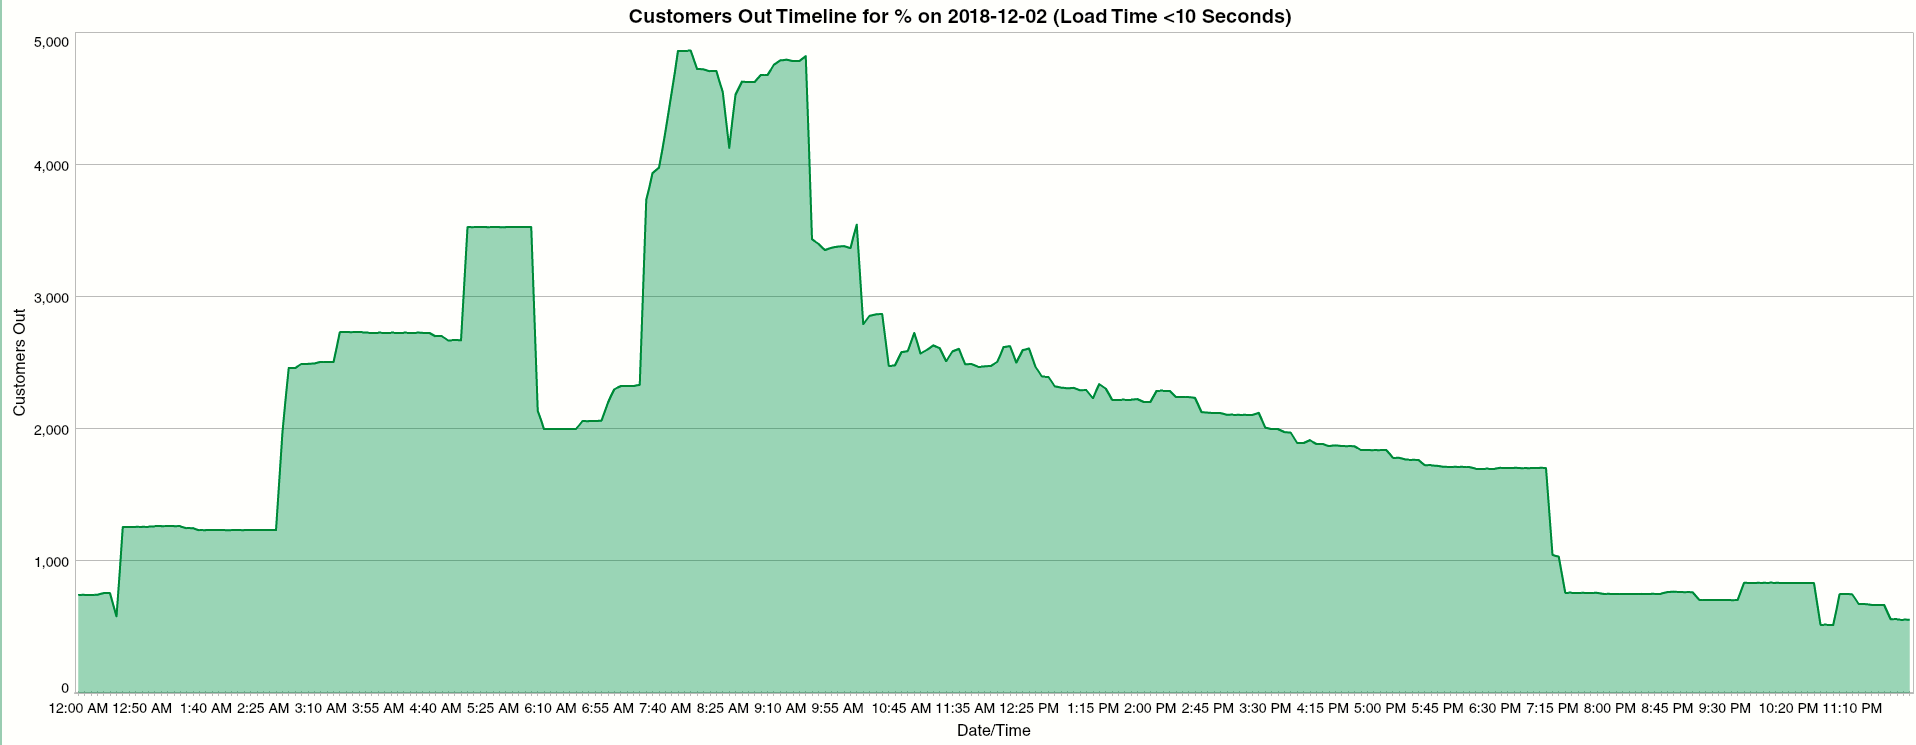 Customers Out Timeline for % on 2018-12-02 (Load Time <10 Seconds)
5,000
4,000
3,000
2,000
1,000
0
Customers Out
12:00 AM 12:50 AM 1:40 AM 2:25 AM 3:10 AM 3:55 AM 4:40 AM 5:25 AM 6:10 AM 6:55 AM 7:40 AM 8:25 AM 9:10 AM 9:55 AM 10:45 AM 11:35 AM 12:25 PM 1:15 PM 2:00 PM 2:45 PM 3:30 PM 4:15 PM 5:00 PM 5:45 PM 6:30 PM 7:15 PM 8:00 PM 8:45 PM 9:30 PM 10:20 PM 11:10 PM
Date/Time